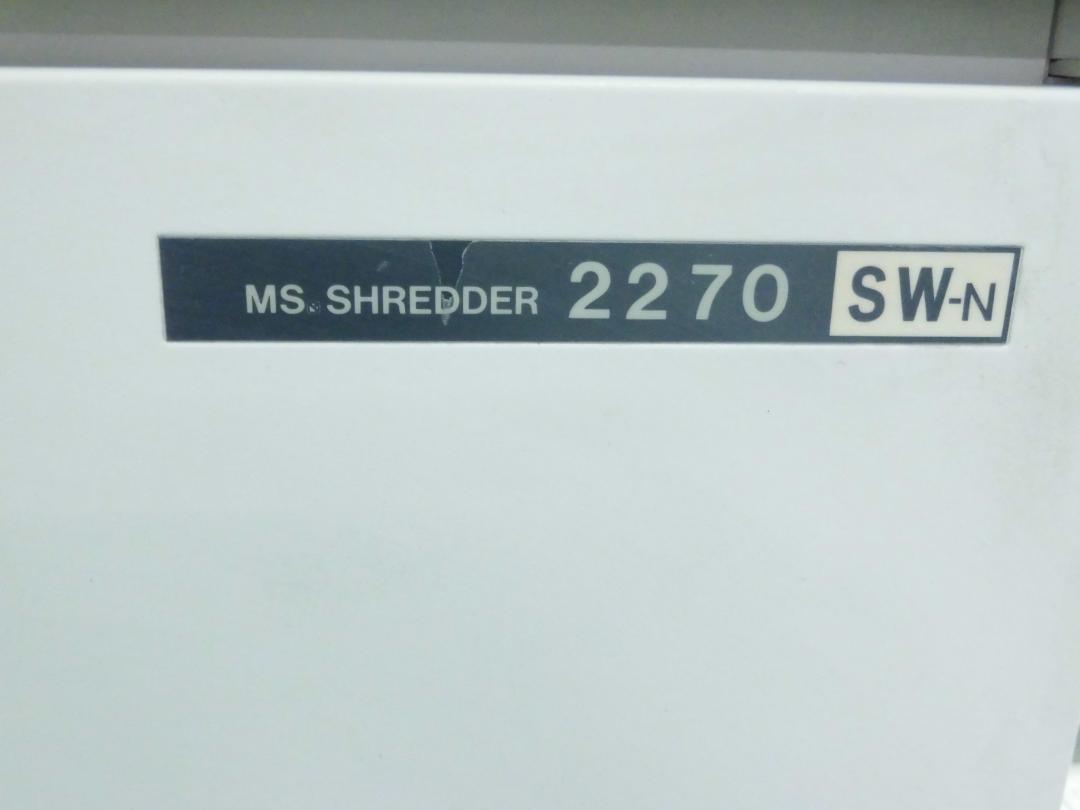 MS. SHREDDER 2270 SW-N